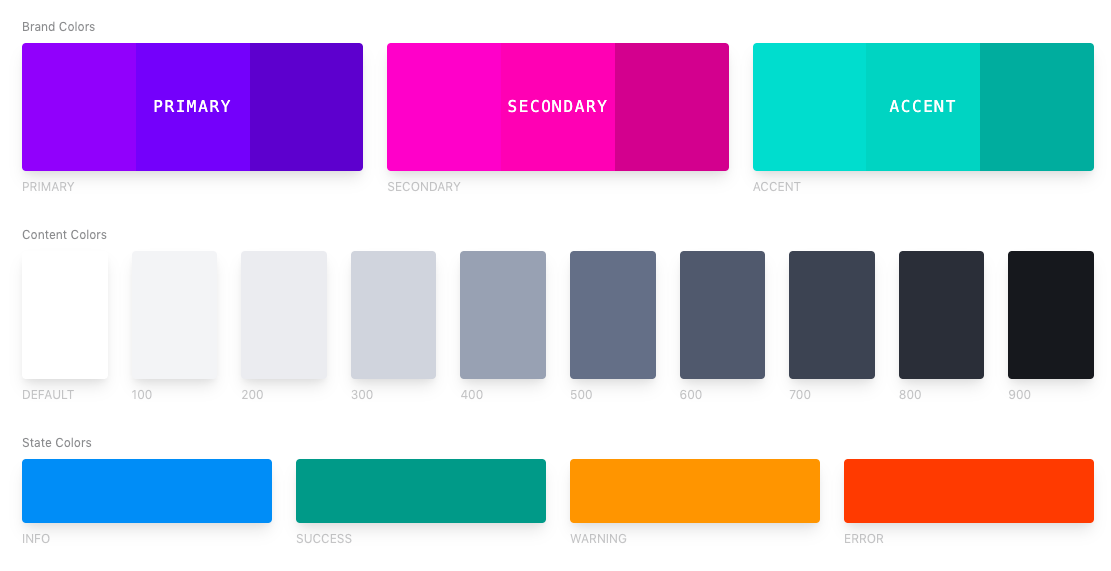 Brand Colors
PRIMARY SECONDARY ACCENT
PRIMARY SECONDARY ACCENT
Content Colors
DEFAULT 100 200 300 400 500 600 700 800 900
State Colors
INFO SUCCESS WARNING ERROR